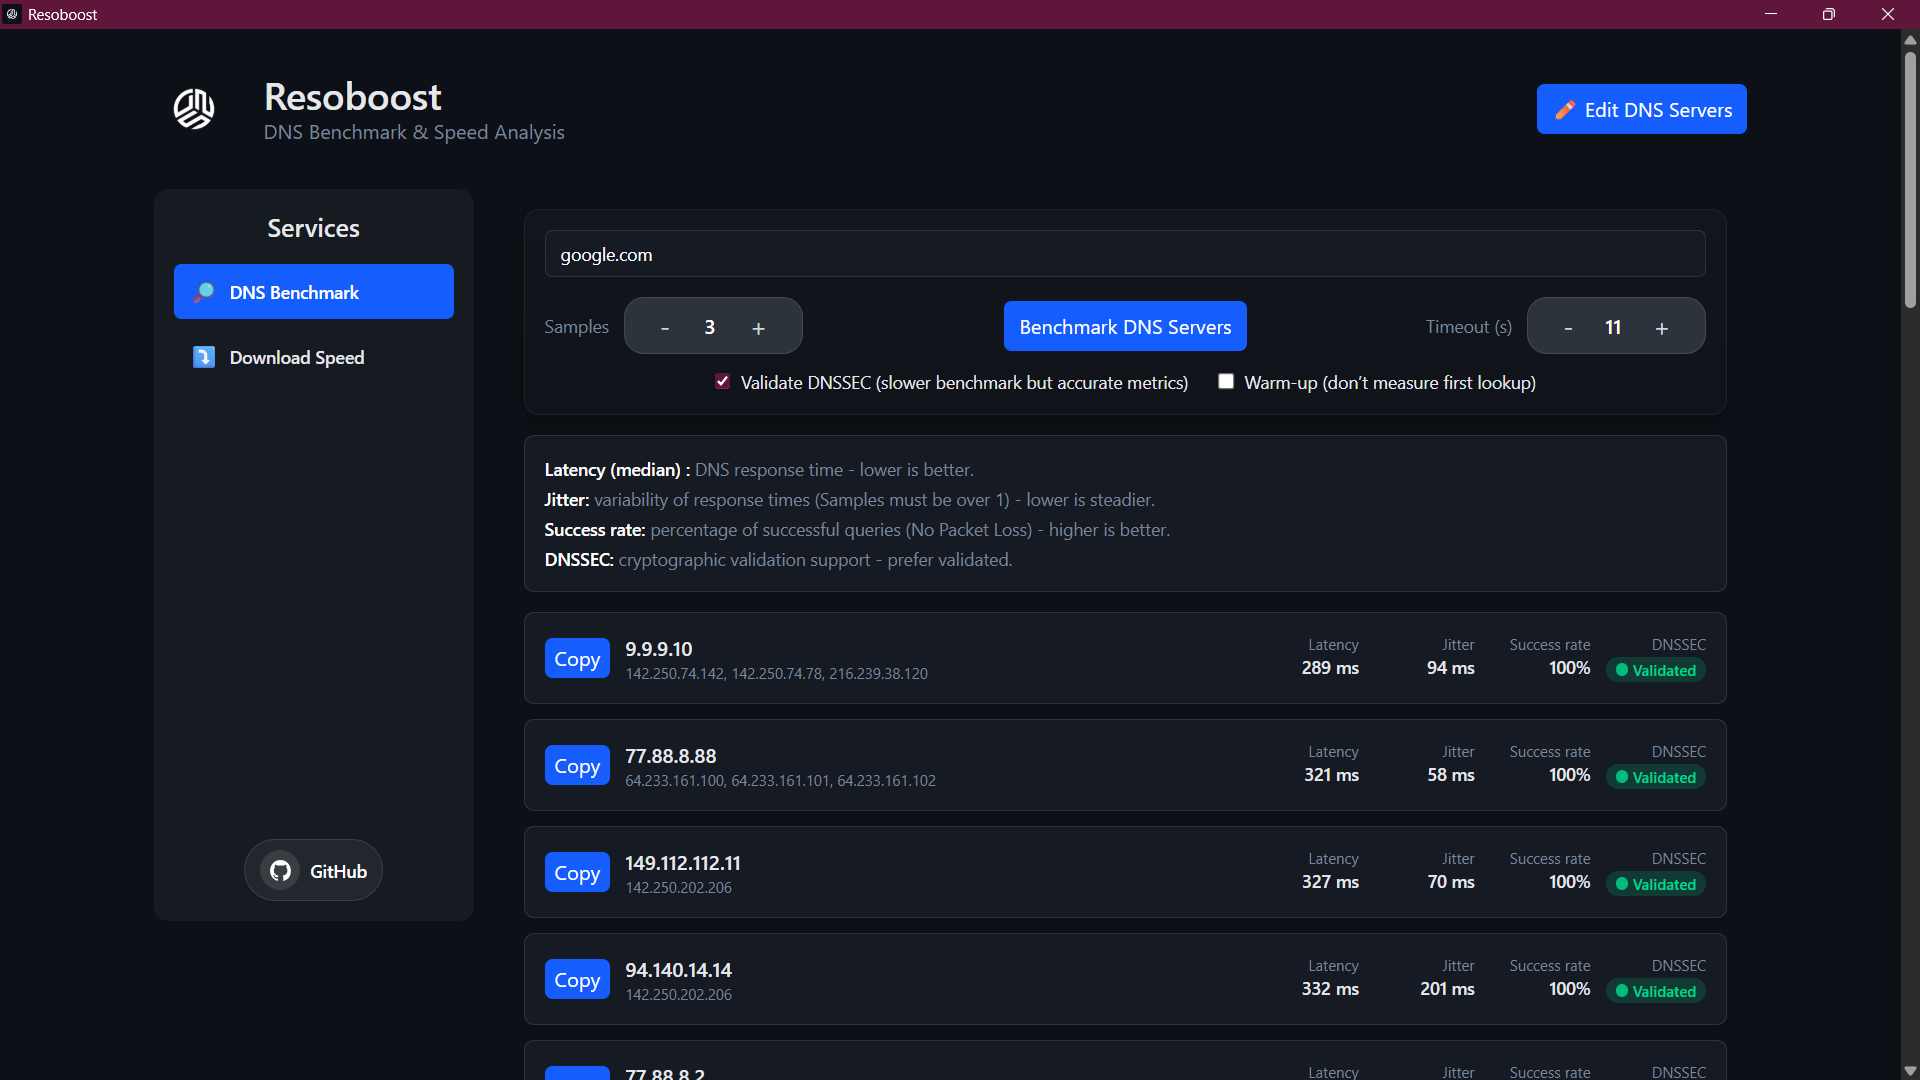 Resoboost
Resoboost
DNS Benchmark & Speed Analysis
Edit DNS Servers
Services
DNS Benchmark
Download Speed
GitHub
google.com
Samples - 3 + Benchmark DNS Servers Timeout (s) - 11 +
Validate DNSSEC (slower benchmark but accurate metrics) Warm-up (don’t measure first lookup)
Latency (median) : DNS response time - lower is better.
Jitter: variability of response times (Samples must be over 1) - lower is steadier.
Success rate: percentage of successful queries (No Packet Loss) - higher is better.
DNSSEC: cryptographic validation support - prefer validated.
Copy 9.9.9.10 Latency Jitter Success rate DNSSEC
142.250.74.142, 142.250.74.78, 216.239.38.120 289 ms 94 ms 100% Validated
Copy 77.88.8.88 Latency Jitter Success rate DNSSEC
64.233.161.100, 64.233.161.101, 64.233.161.102 321 ms 58 ms 100% Validated
Copy 149.112.112.11 Latency Jitter Success rate DNSSEC
142.250.202.206 327 ms 70 ms 100% Validated
Copy 94.140.14.14 Latency Jitter Success rate DNSSEC
142.250.202.206 332 ms 201 ms 100% Validated
77.88.8.2 Latency Jitter Success rate DNSSEC